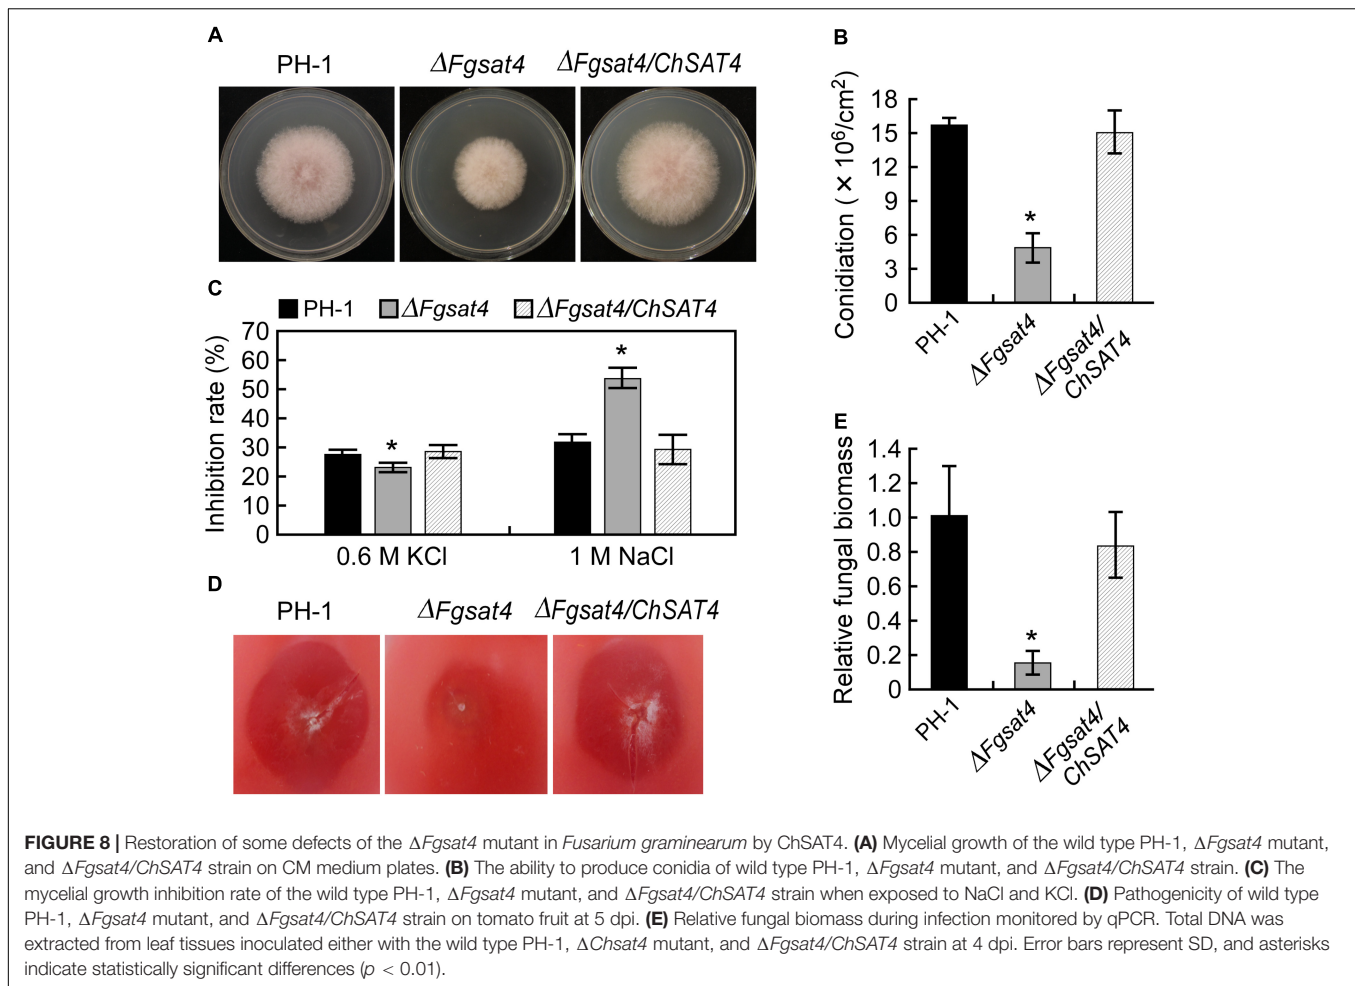 A
PH-1 ΔFgsat4 ΔFgsat4/ChSAT4
B
Conidiation ( × 10⁶/cm²)
18
15
12
9
6
3
0
*
PH-1
ΔFgsat4
ΔFgsat4/
ChSAT4
C
PH-1 ΔFgsat4 ΔFgsat4/ChSAT4
Inhibition rate (%)
70
60
50
40
30
20
10
0
*
*
0.6 M KCl 1 M NaCl
D
PH-1 ΔFgsat4 ΔFgsat4/ChSAT4
E
Relative fungal biomass
1.4
1.2
1.0
0.8
0.6
0.4
0.2
0
*
PH-1
ΔFgsat4
ΔFgsat4/
ChSAT4
FIGURE 8 | Restoration of some defects of the ΔFgsat4 mutant in Fusarium graminearum by ChSAT4. (A) Mycelial growth of the wild type PH-1, ΔFgsat4 mutant,
and ΔFgsat4/ChSAT4 strain on CM medium plates. (B) The ability to produce conidia of wild type PH-1, ΔFgsat4 mutant, and ΔFgsat4/ChSAT4 strain. (C) The
mycelial growth inhibition rate of the wild type PH-1, ΔFgsat4 mutant, and ΔFgsat4/ChSAT4 strain when exposed to NaCl and KCl. (D) Pathogenicity of wild type
PH-1, ΔFgsat4 mutant, and ΔFgsat4/ChSAT4 strain on tomato fruit at 5 dpi. (E) Relative fungal biomass during infection monitored by qPCR. Total DNA was
extracted from leaf tissues inoculated either with the wild type PH-1, ΔChsat4 mutant, and ΔFgsat4/ChSAT4 strain at 4 dpi. Error bars represent SD, and asterisks
indicate statistically significant differences (p < 0.01).